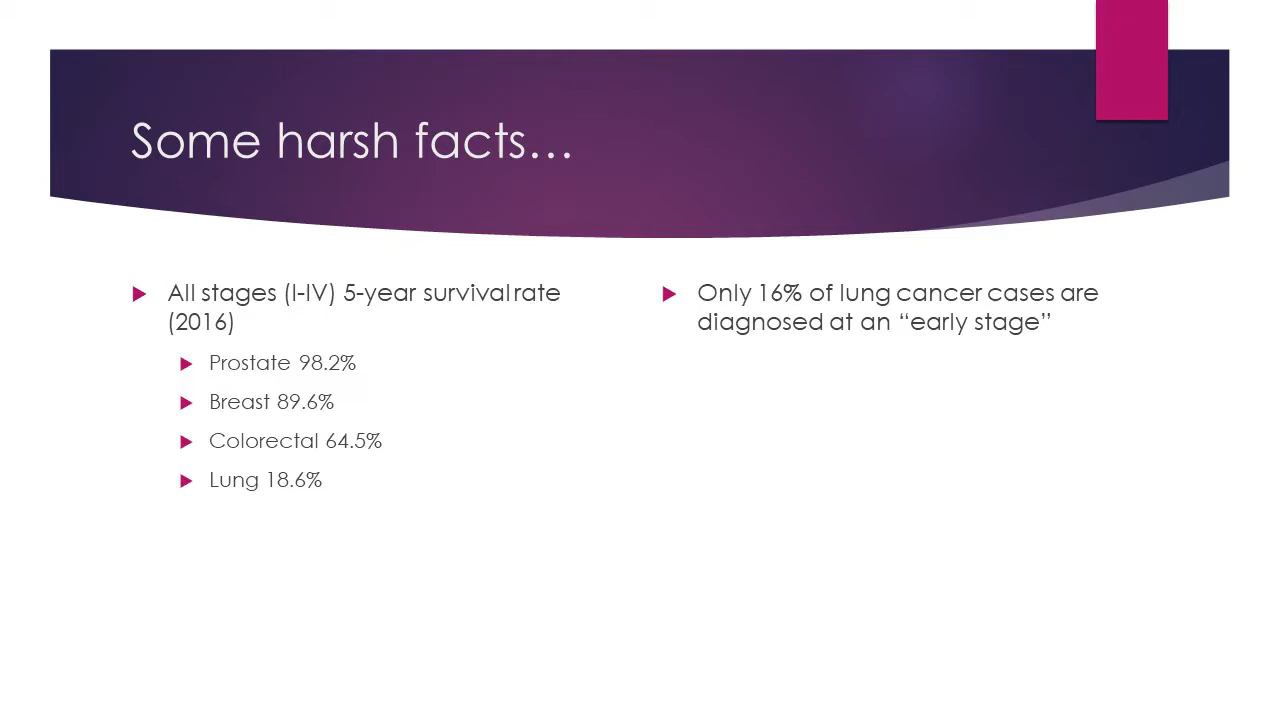 Some harsh facts…
All stages (I-IV) 5-year survival rate
(2016)
Prostate 98.2%
Breast 89.6%
Colorectal 64.5%
Lung 18.6%
Only 16% of lung cancer cases are
diagnosed at an “early stage”